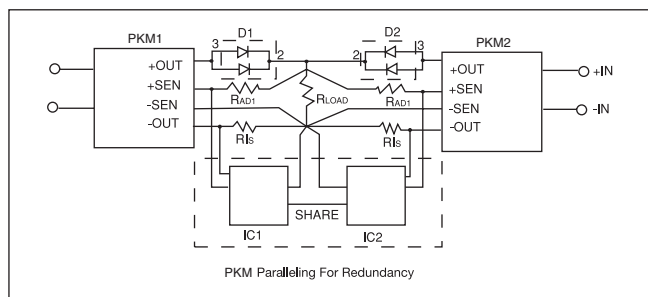 D1
D2
PKM1
3
2
2
3
PKM2
+OUT
+SEN
-SEN
-OUT
RAD1
RLOAD
RAD1
+OUT
+SEN
-SEN
-OUT
+IN
-IN
RIS
RIS
SHARE
IC1
IC2
PKM Paralleling For Redundancy